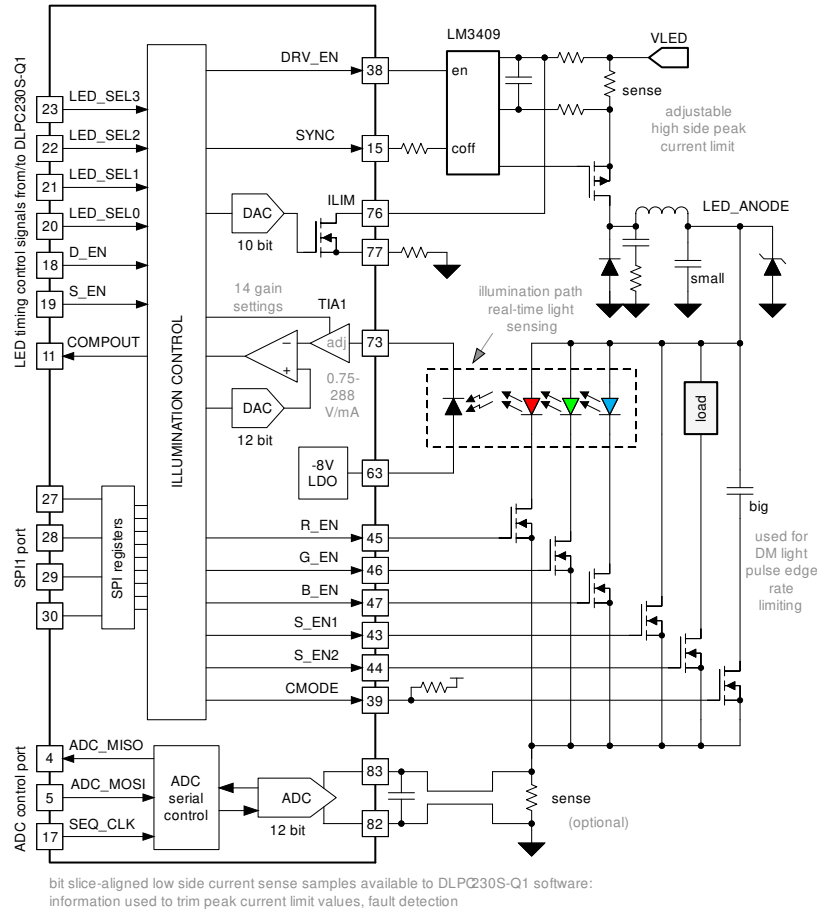 LM3409
VLED
DRV_EN
38
en
sense
adjustable
high side peak
current limit
LED timing control signals from/to DLPC230S-Q1
23
LED_SEL3
22
LED_SEL2
SYNC
15
coff
21
LED_SEL1
20
LED_SEL0
DAC
10 bit
ILIM
76
77
LED_ANODE
18
D_EN
19
S_EN
small
14 gain
settings
TIA1
illumination path
real-time light
sensing
11
COMPOUT
ILLUMINATION CONTROL
−
+
adj
73
0.75-
288
V/mA
DAC
12 bit
load
-8V
LDO
63
big
SPI1 port
27
28
29
30
SPI registers
R_EN
45
G_EN
46
B_EN
47
S_EN1
43
S_EN2
44
CMODE
39
used for
DM light
pulse edge
rate
limiting
ADC control port
4
ADC_MISO
5
ADC_MOSI
17
SEQ_CLK
ADC
serial
control
ADC
12 bit
83
82
sense
(optional)
bit slice-aligned low side current sense samples available to DLPC230S-Q1 software:
information used to trim peak current limit values, fault detection